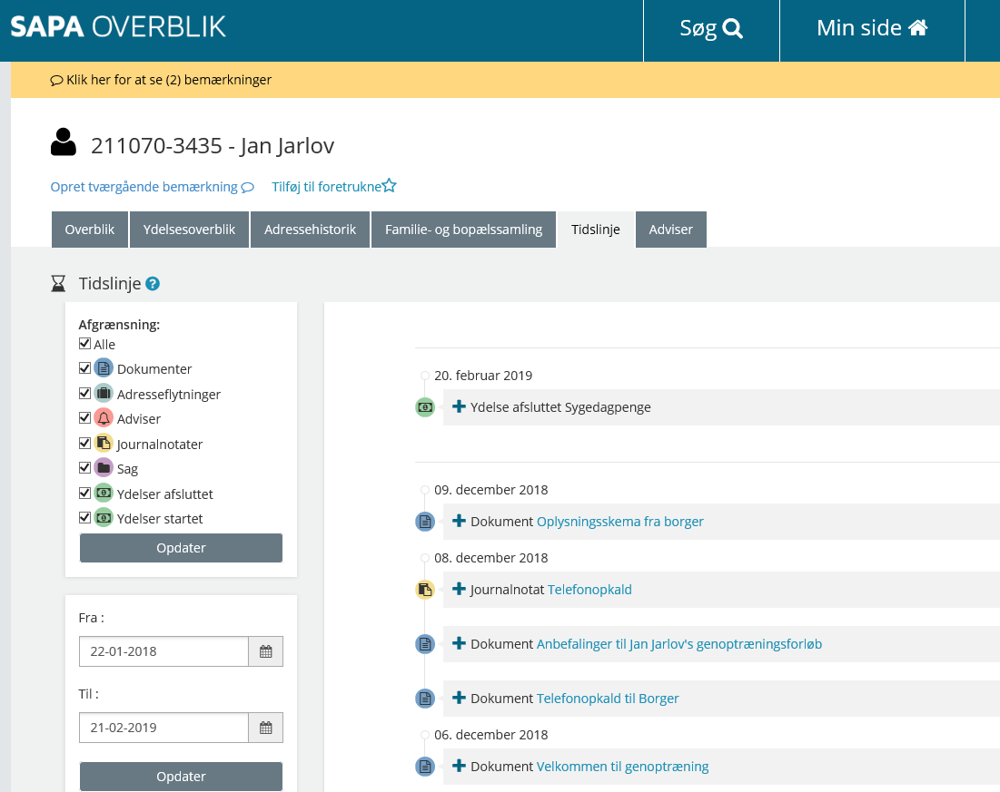 SAPA OVERBLIK
Søg
Min side
Klik her for at se (2) bemærkninger
211070-3435 - Jan Jarlov
Opret tværgående bemærkning
Tilføj til foretrukne
Overblik
Ydelsesoverblik
Adressehistorik
Familie- og bopælssamling
Tidslinje
Adviser
Tidslinje ?
Afgrænsning:
Alle
Dokumenter
Adresseflytninger
Adviser
Journalnotater
Sag
Ydelser afsluttet
Ydelser startet
Opdater
Fra :
22-01-2018
Til :
21-02-2019
Opdater
20. februar 2019
Ydelse afsluttet Sygedagpenge
09. december 2018
Dokument Oplysningsskema fra borger
08. december 2018
Journalnotat Telefonopkald
Dokument Anbefalinger til Jan Jarlov's genoptræningsforløb
Dokument Telefonopkald til Borger
06. december 2018
Dokument Velkommen til genoptræning